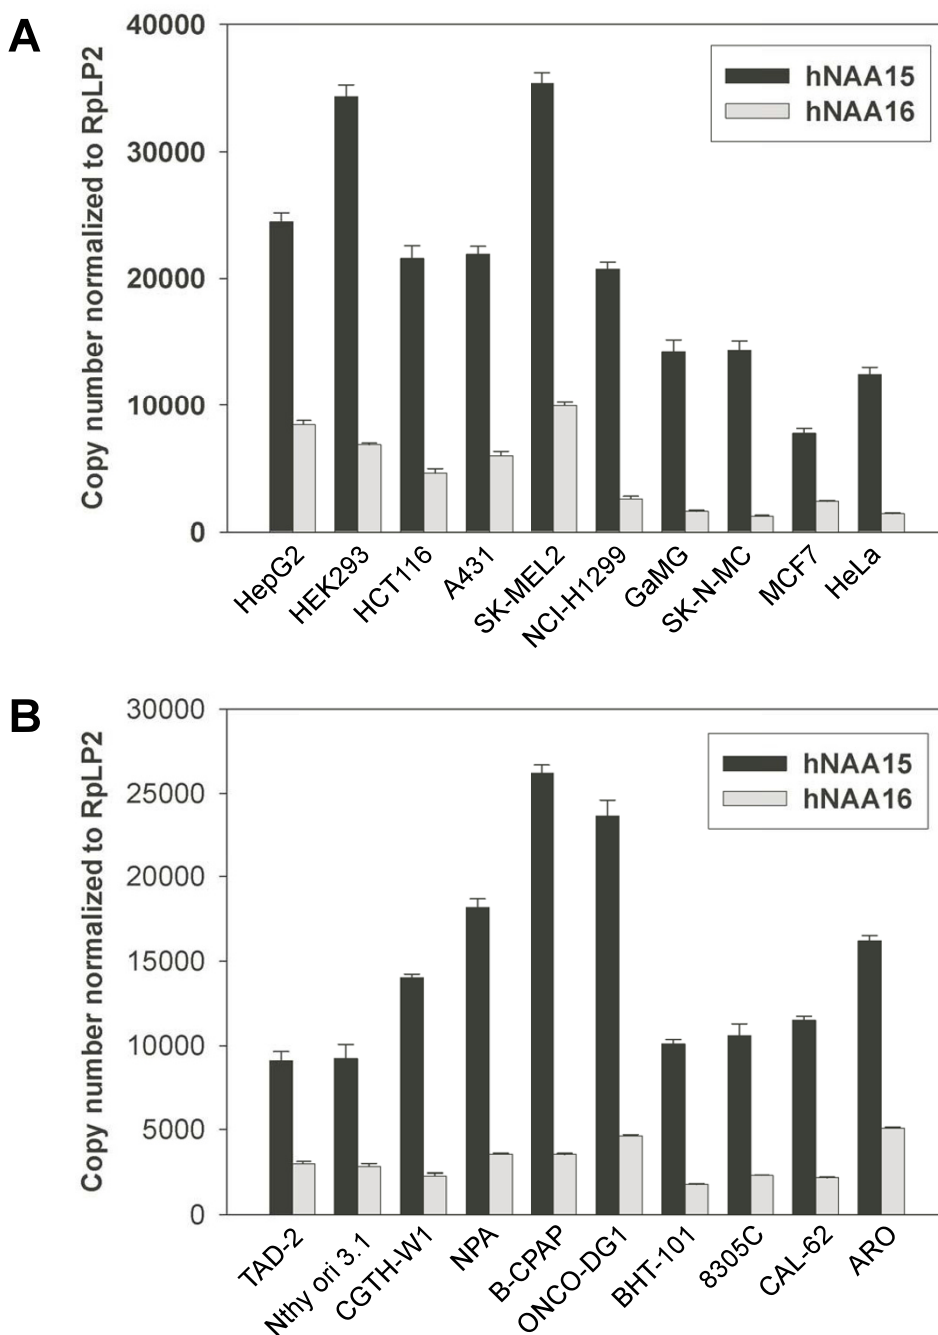 A
Copy number normalized to RpLP2
40000
30000
20000
10000
0
hNAA15
hNAA16
HepG2
HEK293
HCT116
A431
SK-MEL2
NCI-H1299
GaMG
SK-N-MC
MCF7
HeLa
B
Copy number normalized to RpLP2
30000
25000
20000
15000
10000
5000
0
hNAA15
hNAA16
TAD-2
Nthy ori 3.1
CGTH-W1
NPA
B-CPAP
ONCO-DG1
BHT-101
8305C
CAL-62
ARO